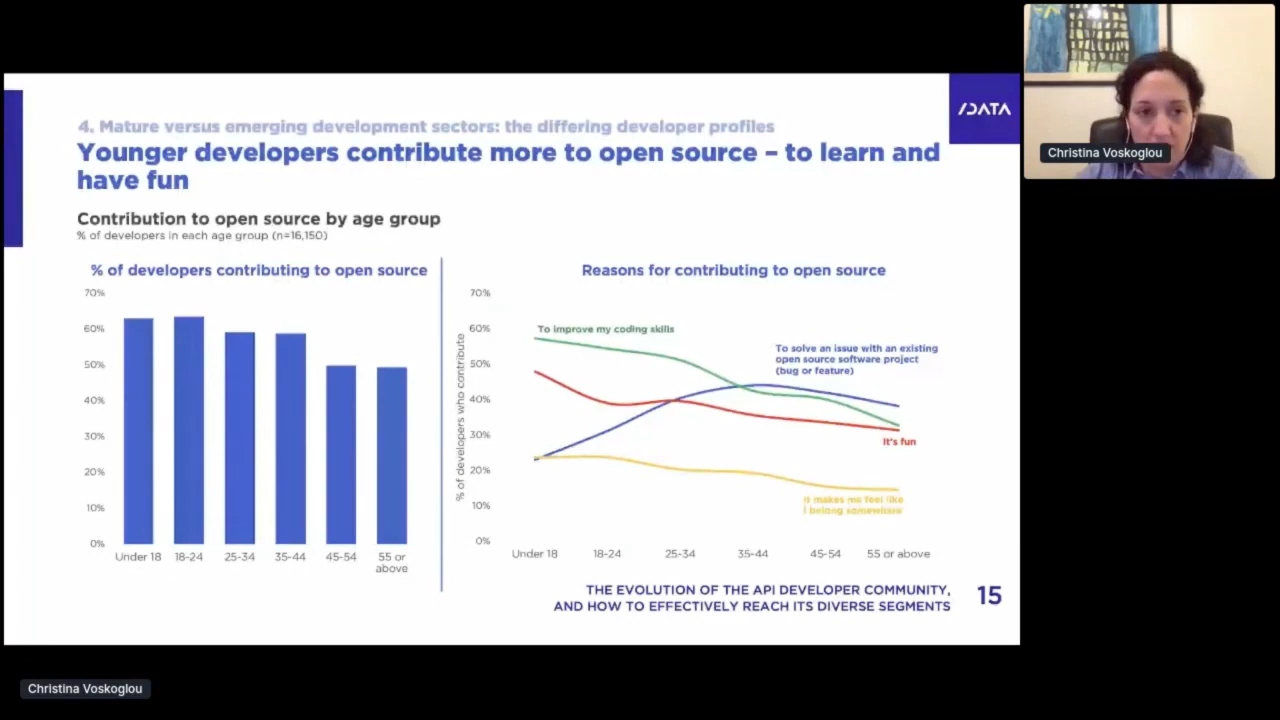 4. Mature versus emerging development sectors: the differing developer profiles
Younger developers contribute more to open source – to learn and
have fun
/DATA
Christina Voskoglou
Contribution to open source by age group
% of developers in each age group (n=16,150)
% of developers contributing to open source
70%
60%
50%
40%
30%
20%
10%
0%
Under 18
18-24
25-34
35-44
45-54
55 or
above
Reasons for contributing to open source
% of developers who contribute
70%
60%
50%
40%
30%
20%
10%
0%
To improve my coding skills
To solve an issue with an existing
open source software project
(bug or feature)
It's fun
It makes me feel like
I belong somewhere
Under 18
18-24
25-34
35-44
45-54
55 or above
THE EVOLUTION OF THE API DEVELOPER COMMUNITY,
AND HOW TO EFFECTIVELY REACH ITS DIVERSE SEGMENTS
15
Christina Voskoglou